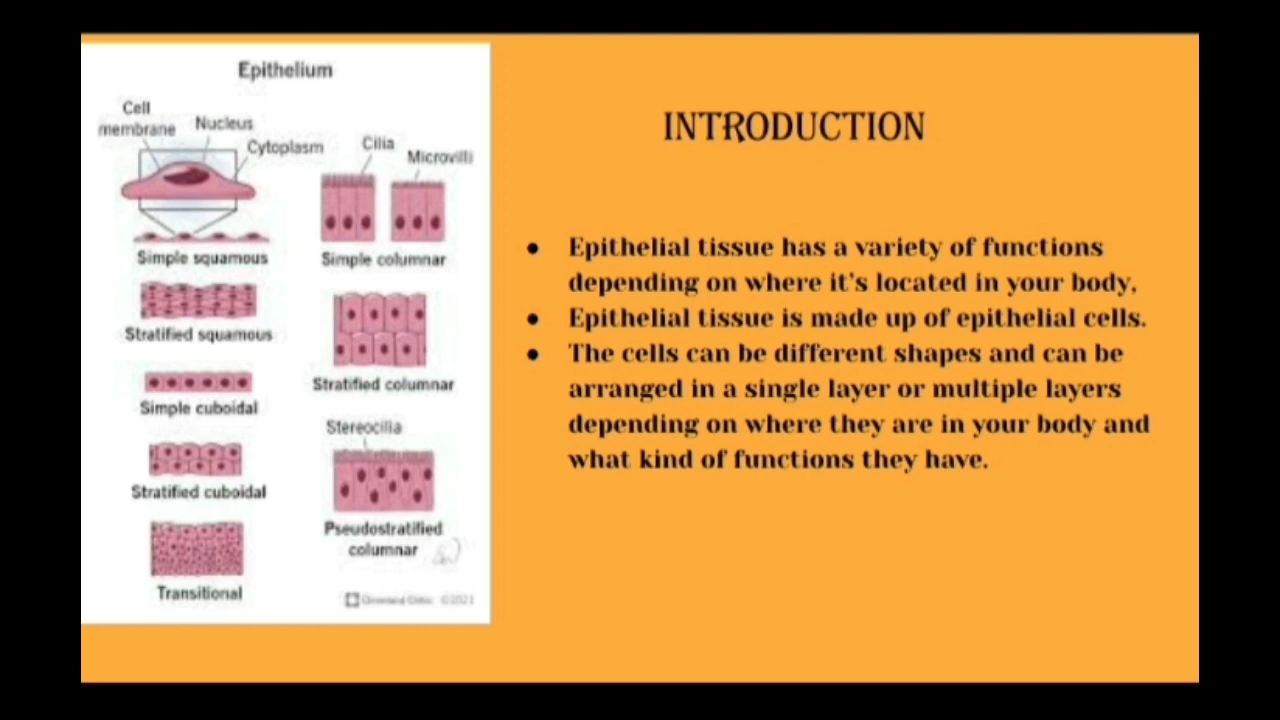 Epithelium
Cell
membrane
Nucleus
Cytoplasm
Cilia
Microvilli
Simple squamous
Simple columnar
Stratified squamous
Stratified columnar
Simple cuboidal
Stereocilia
Stratified cuboidal
Pseudostratified
columnar
Transitional
©2021
INTRODUCTION
● Epithelial tissue has a variety of functions
depending on where it's located in your body,
● Epithelial tissue is made up of epithelial cells.
● The cells can be different shapes and can be
arranged in a single layer or multiple layers
depending on where they are in your body and
what kind of functions they have.